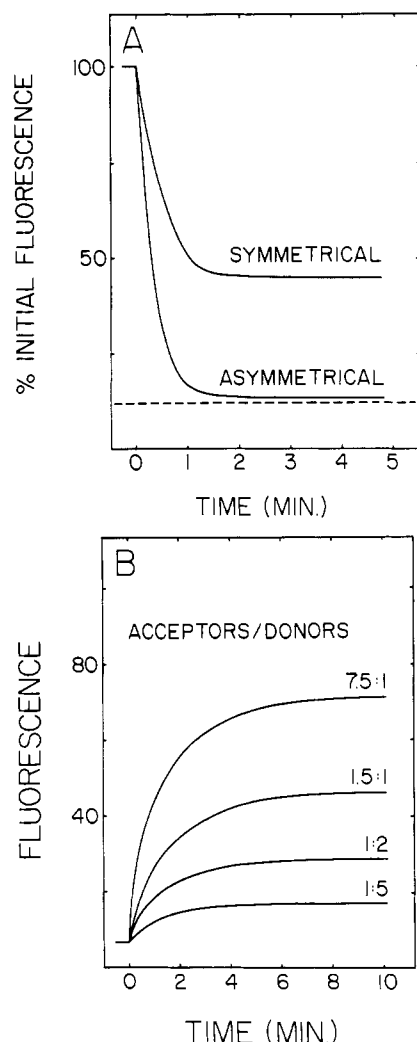 A
% INITIAL FLUORESCENCE
100
50
SYMMETRICAL
ASYMMETRICAL
0 1 2 3 4 5
TIME (MIN.)
B
FLUORESCENCE
ACCEPTORS/DONORS
80
40
7.5:1
1.5:1
1:2
1:5
0 2 4 6 8 10
TIME (MIN)